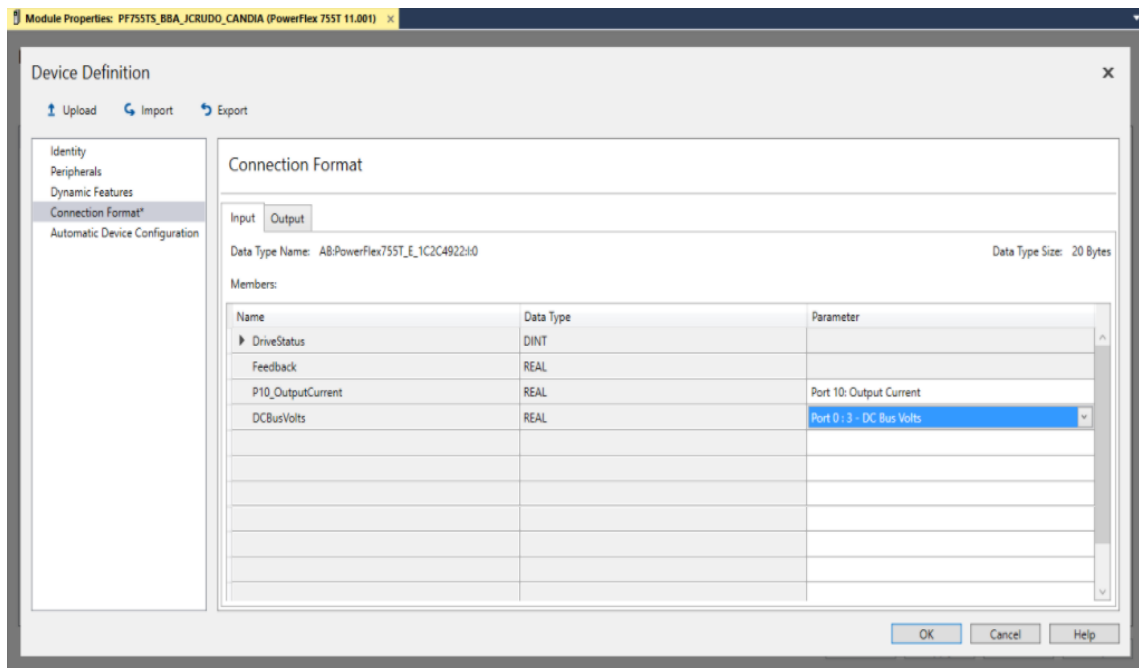 Module Properties: PF755TS_BBA_JCRUDO_CANDIA (PowerFlex 755T 11.001) ×
Device Definition
Upload Import Export
Identity
Peripherals
Dynamic Features
Connection Format*
Automatic Device Configuration
Connection Format
Input Output
Data Type Name: AB:PowerFlex755T_E_1C2C4922:I:0 Data Type Size: 20 Bytes
Members:
Name Data Type Parameter
DriveStatus DINT
Feedback REAL
P10_OutputCurrent REAL Port 10: Output Current
DCBusVolts REAL Port 0 : 3 - DC Bus Volts
OK Cancel Help